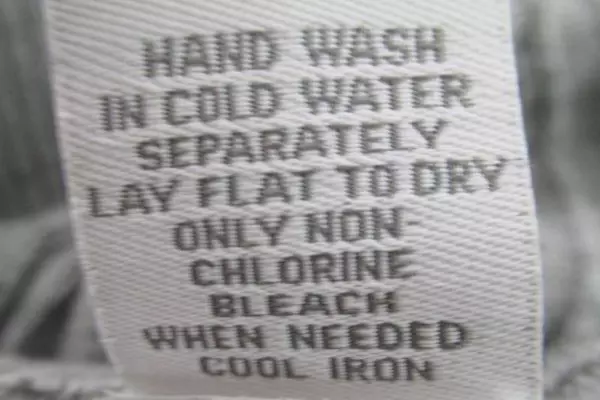 HAND WASH
IN COLD WATER
SEPARATELY
LAY FLAT TO DRY
ONLY NON-
CHLORINE
BLEACH
WHEN NEEDED
COOL IRON